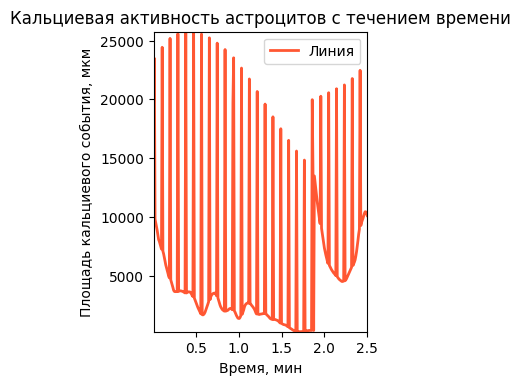 Кальциевая активность астроцитов с течением времени
Линия
Площадь кальциевого события, мкм
25000
20000
15000
10000
5000
0.5
1.0
1.5
2.0
2.5
Время, мин